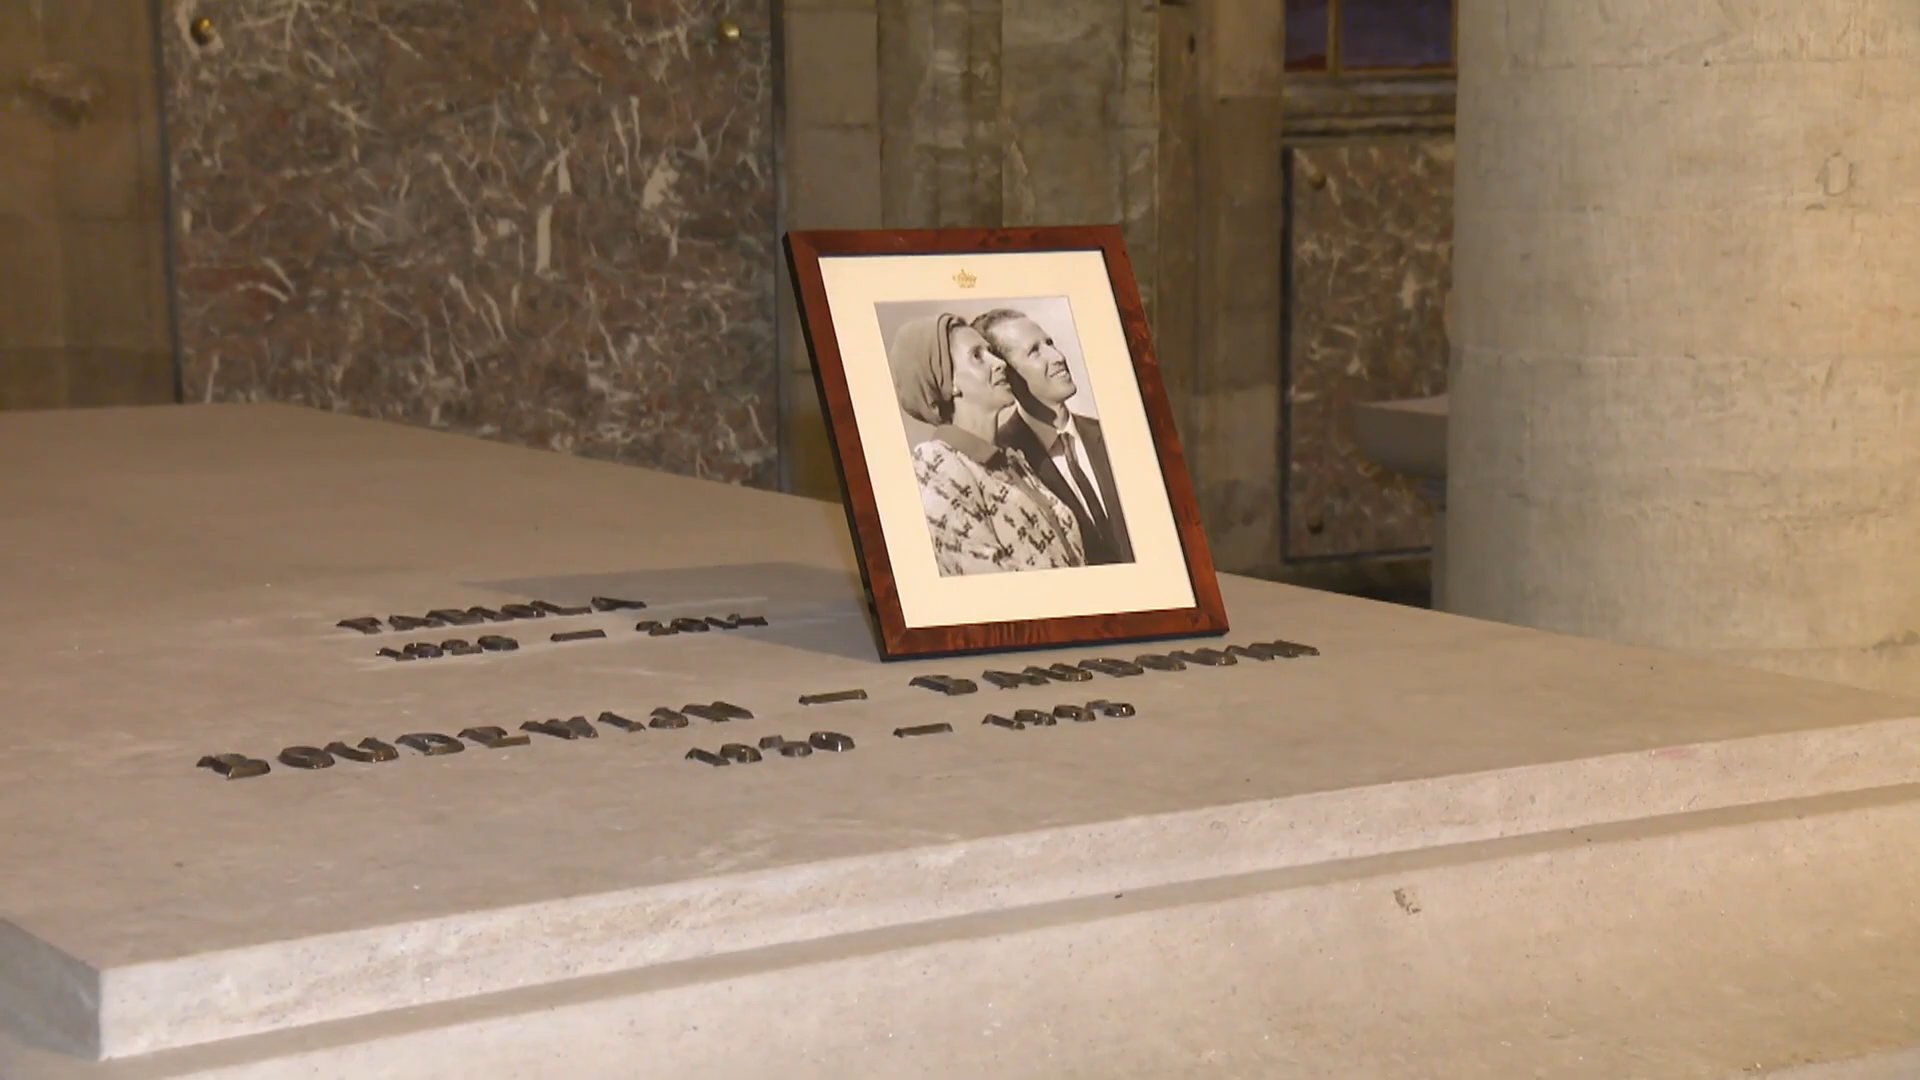 FABIOLA
1928 – 2014
BOUDEWIJN – BAUDOUIN
1930 – 1993